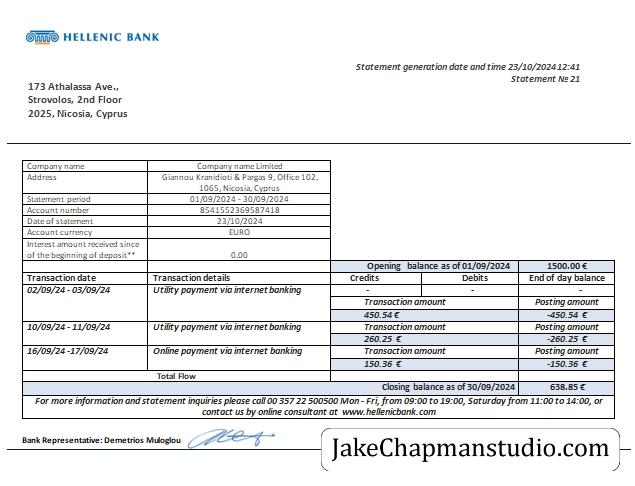 HELLENIC BANK
Statement generation date and time 23/10/202412:41
Statement № 21
173 Athalassa Ave.,
Strovolos, 2nd Floor
2025, Nicosia, Cyprus
Company name Company name Limited
Address Giannou Kranidioti & Pargas 9, Office 102,
1065, Nicosia, Cyprus
Statement period 01/09/2024 - 30/09/2024
Account number 8541552369587418
Date of statement 23/10/2024
Account currency EURO
Interest amount received since
of the beginning of deposit** 0.00
Opening balance as of 01/09/2024 1500.00 €
Transaction date Transaction details Credits Debits End of day balance
02/09/24 - 03/09/24 Utility payment via internet banking - - -
Transaction amount Posting amount
450.54 € -450.54 €
10/09/24 - 11/09/24 Utility payment via internet banking Transaction amount Posting amount
260.25 € -260.25 €
16/09/24 -17/09/24 Online payment via internet banking Transaction amount Posting amount
150.36 € -150.36 €
Total Flow
Closing balance as of 30/09/2024 638.85 €
For more information and statement inquiries please call 00 357 22 500500 Mon - Fri, from 09:00 to 19:00, Saturday from 11:00 to 14:00, or
contact us by online consultant at www.hellenicbank.com
Bank Representative: Demetrios Muloglou
JakeChapmanstudio.com